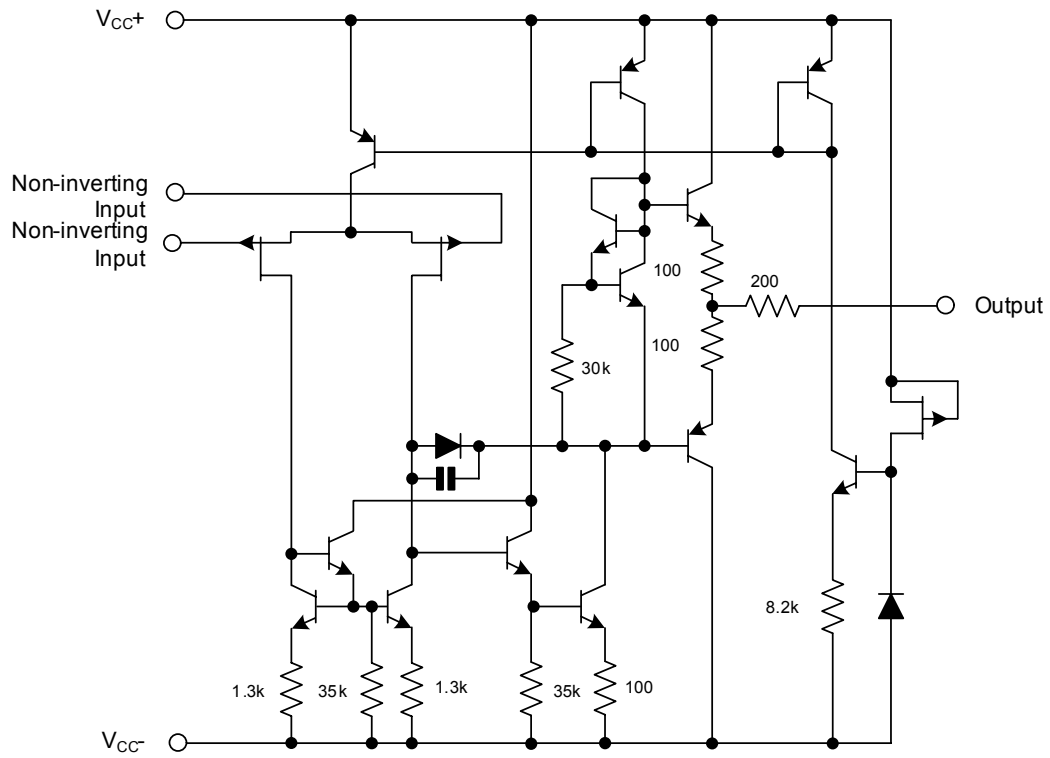 VCC+
Non-inverting
Input
Non-inverting
Input
100
200
Output
100
30k
8.2k
1.3k
35k
1.3k
35k
100
VCC-